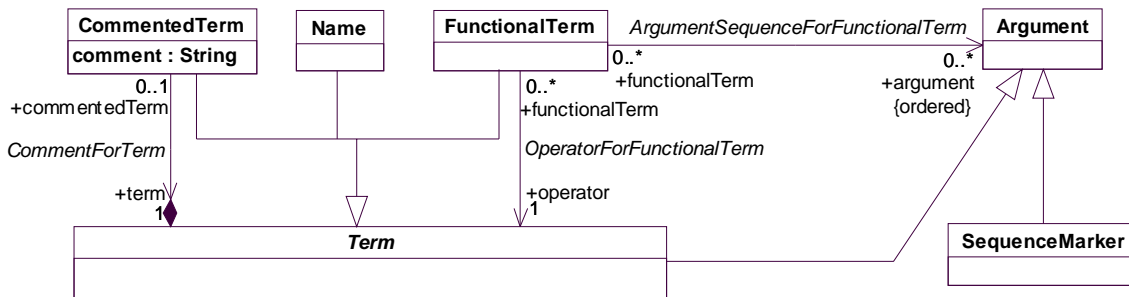 CommentedTerm
comment : String
Name
FunctionalTerm
ArgumentSequenceForFunctionalTerm
Argument
0..*
+functionalTerm
0..*
+argument
{ordered}
0..1
+commentedTerm
0..*
+functionalTerm
CommentForTerm
OperatorForFunctionalTerm
+term
1
+operator
1
Term
SequenceMarker